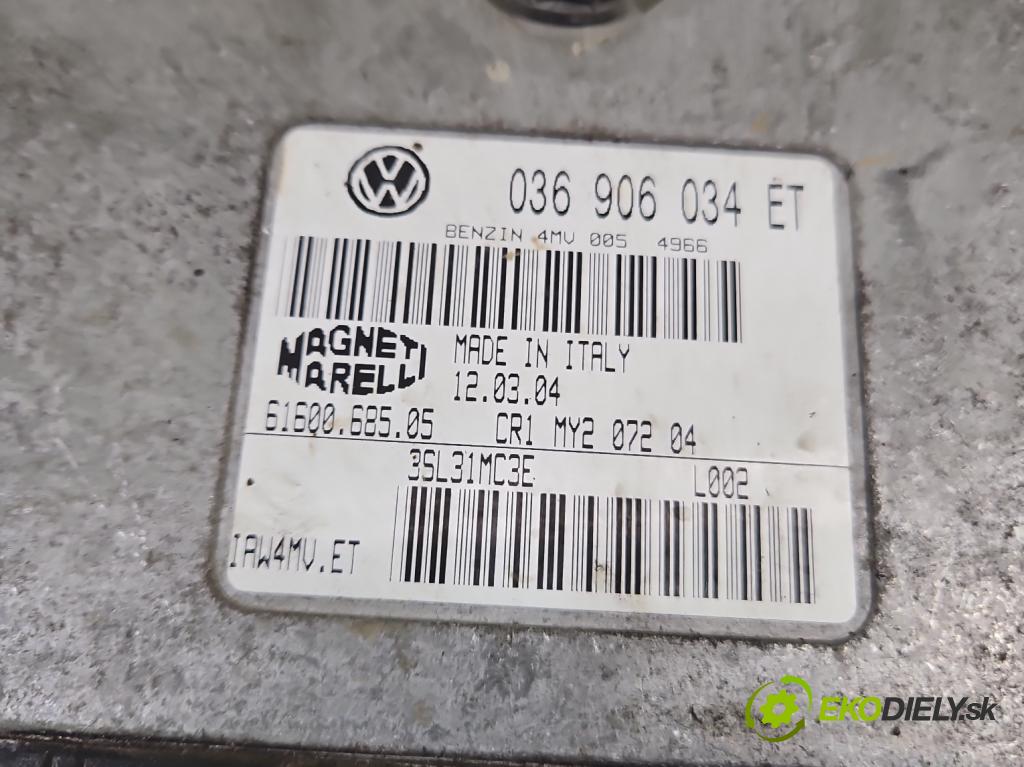 036 906 034 ET
BENZIN 4MV 005 4966
MAGNETI MARELLI
MADE IN ITALY
12.03.04
61600.685.05 CR1 MY2 072 04
3SL31MC3E L002
IAW4MV.ET
EKODIELY.sk